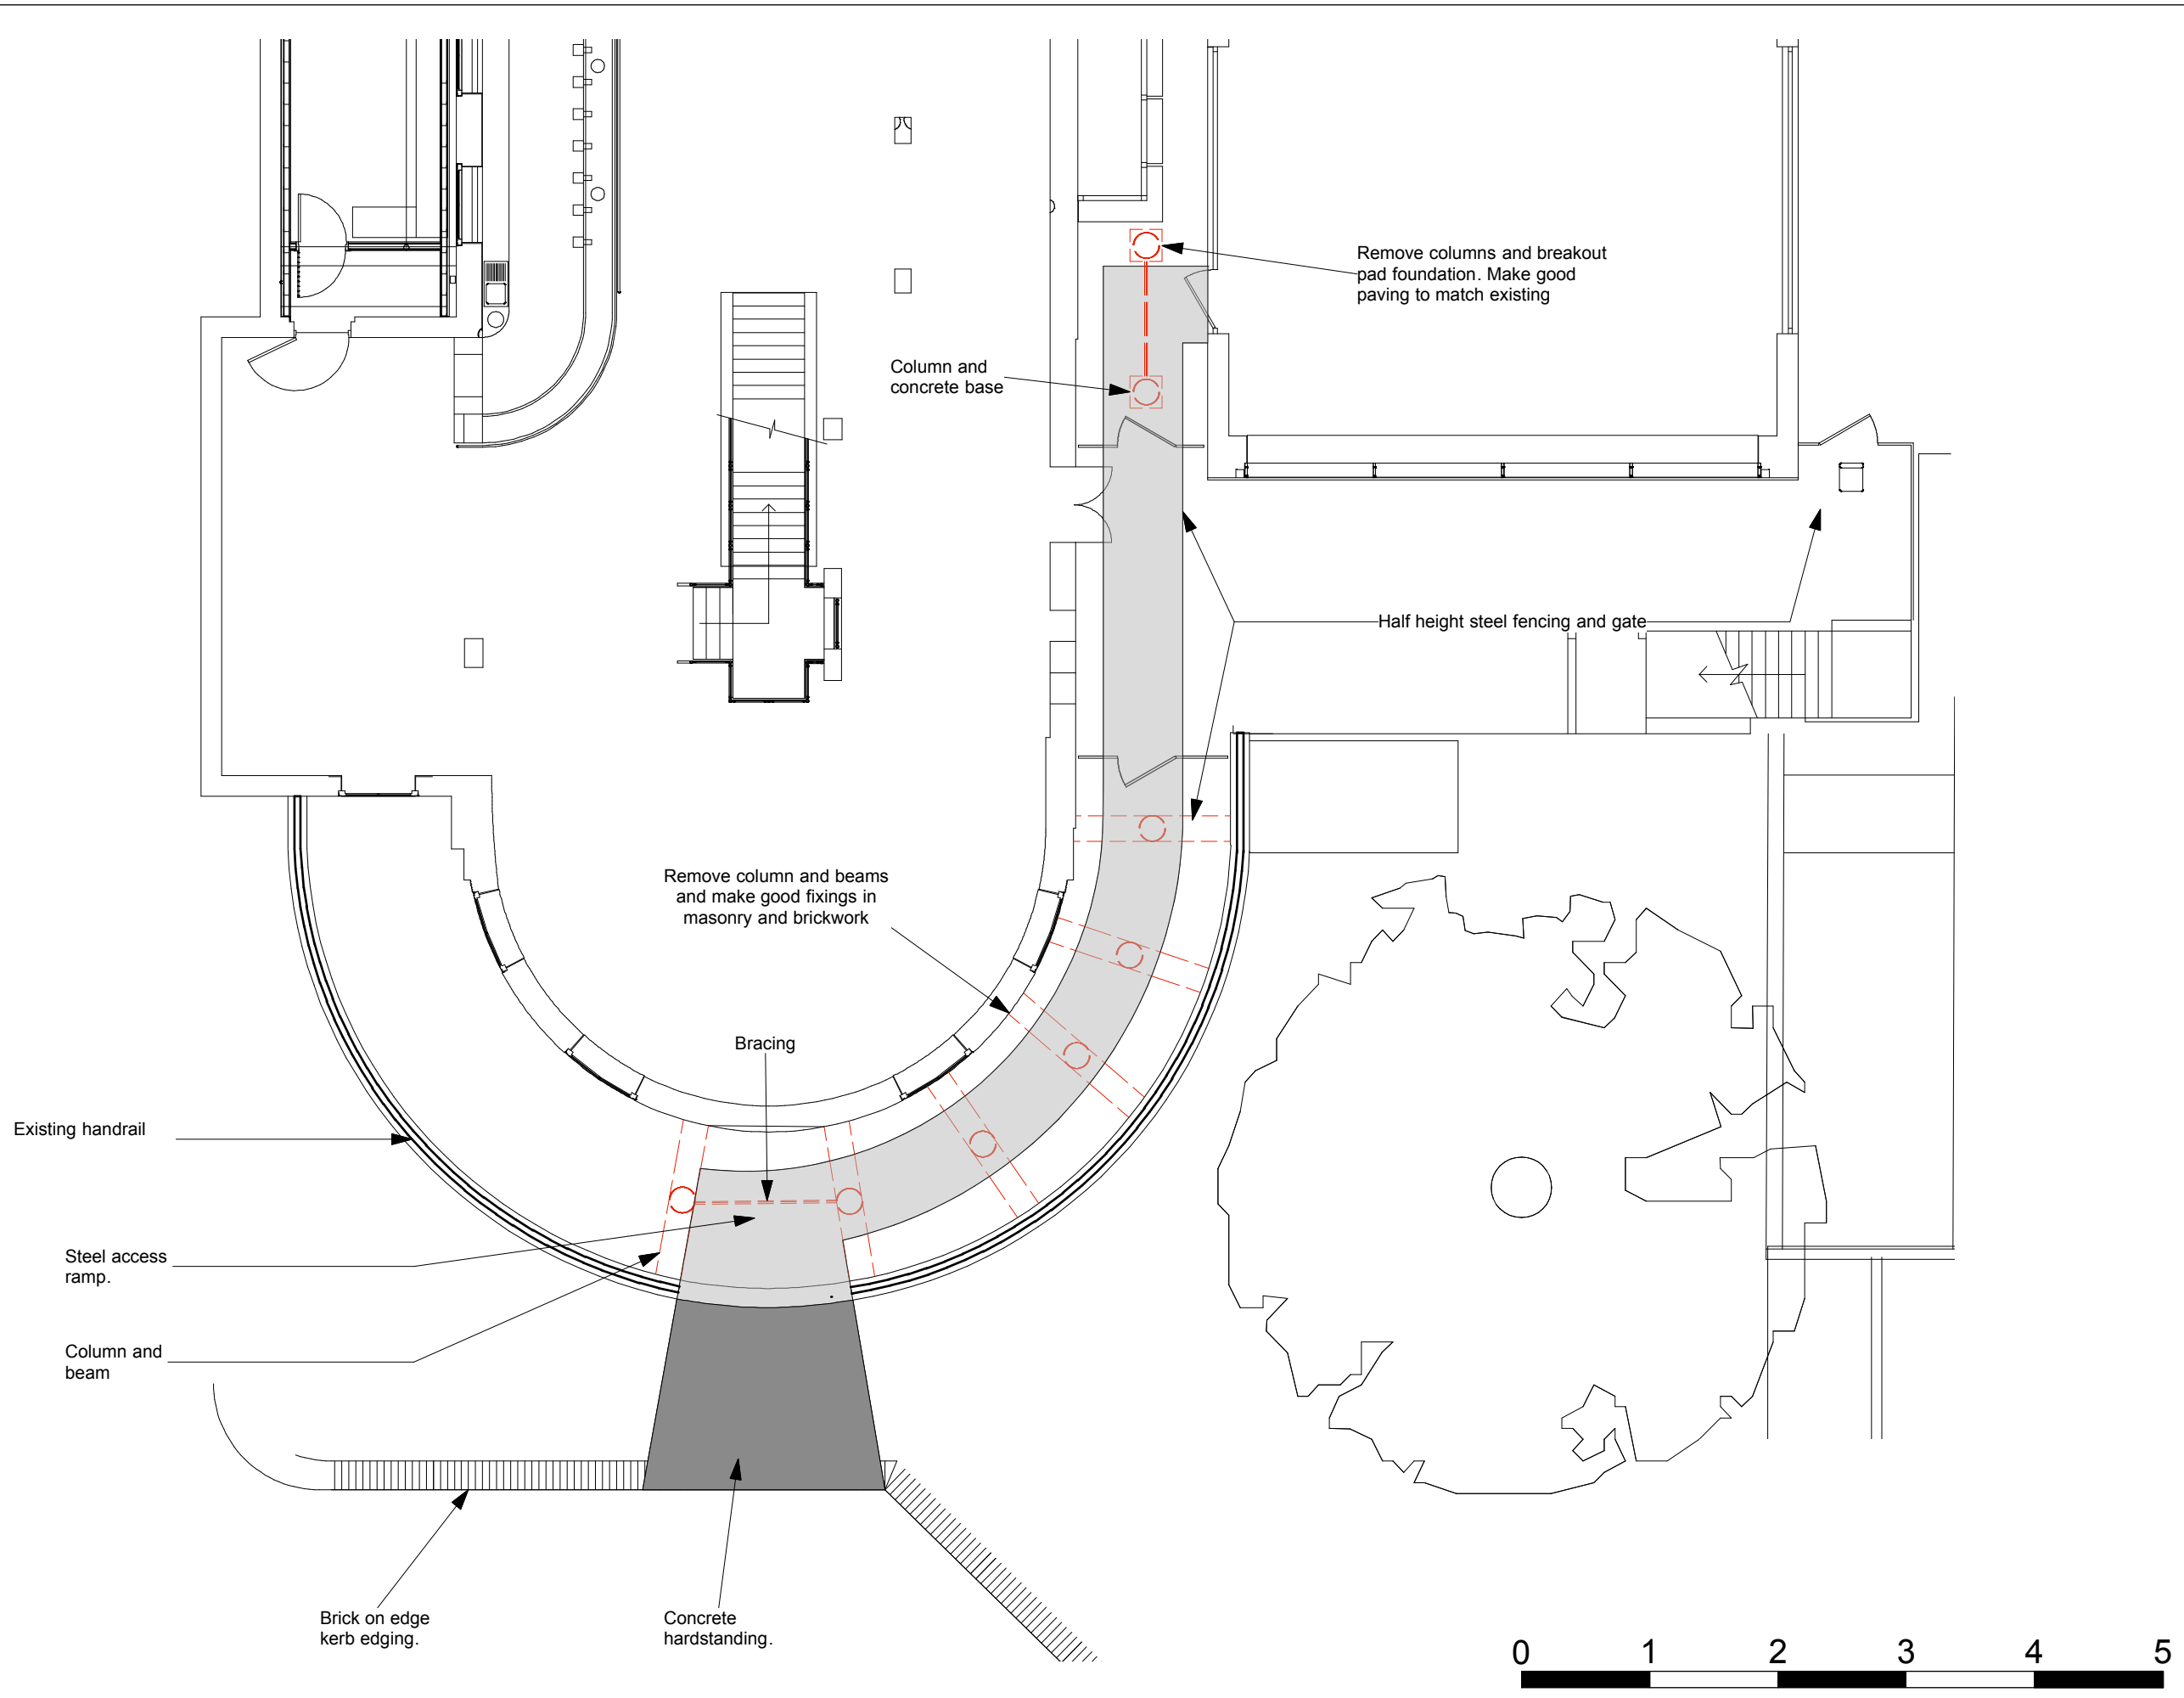 Remove columns and breakout
pad foundation. Make good
paving to match existing
Column and
concrete base
Half height steel fencing and gate
Remove column and beams
and make good fixings in
masonry and brickwork
Bracing
Existing handrail
Steel access
ramp.
Column and
beam
Brick on edge
kerb edging.
Concrete
hardstanding.
0 1 2 3 4 5